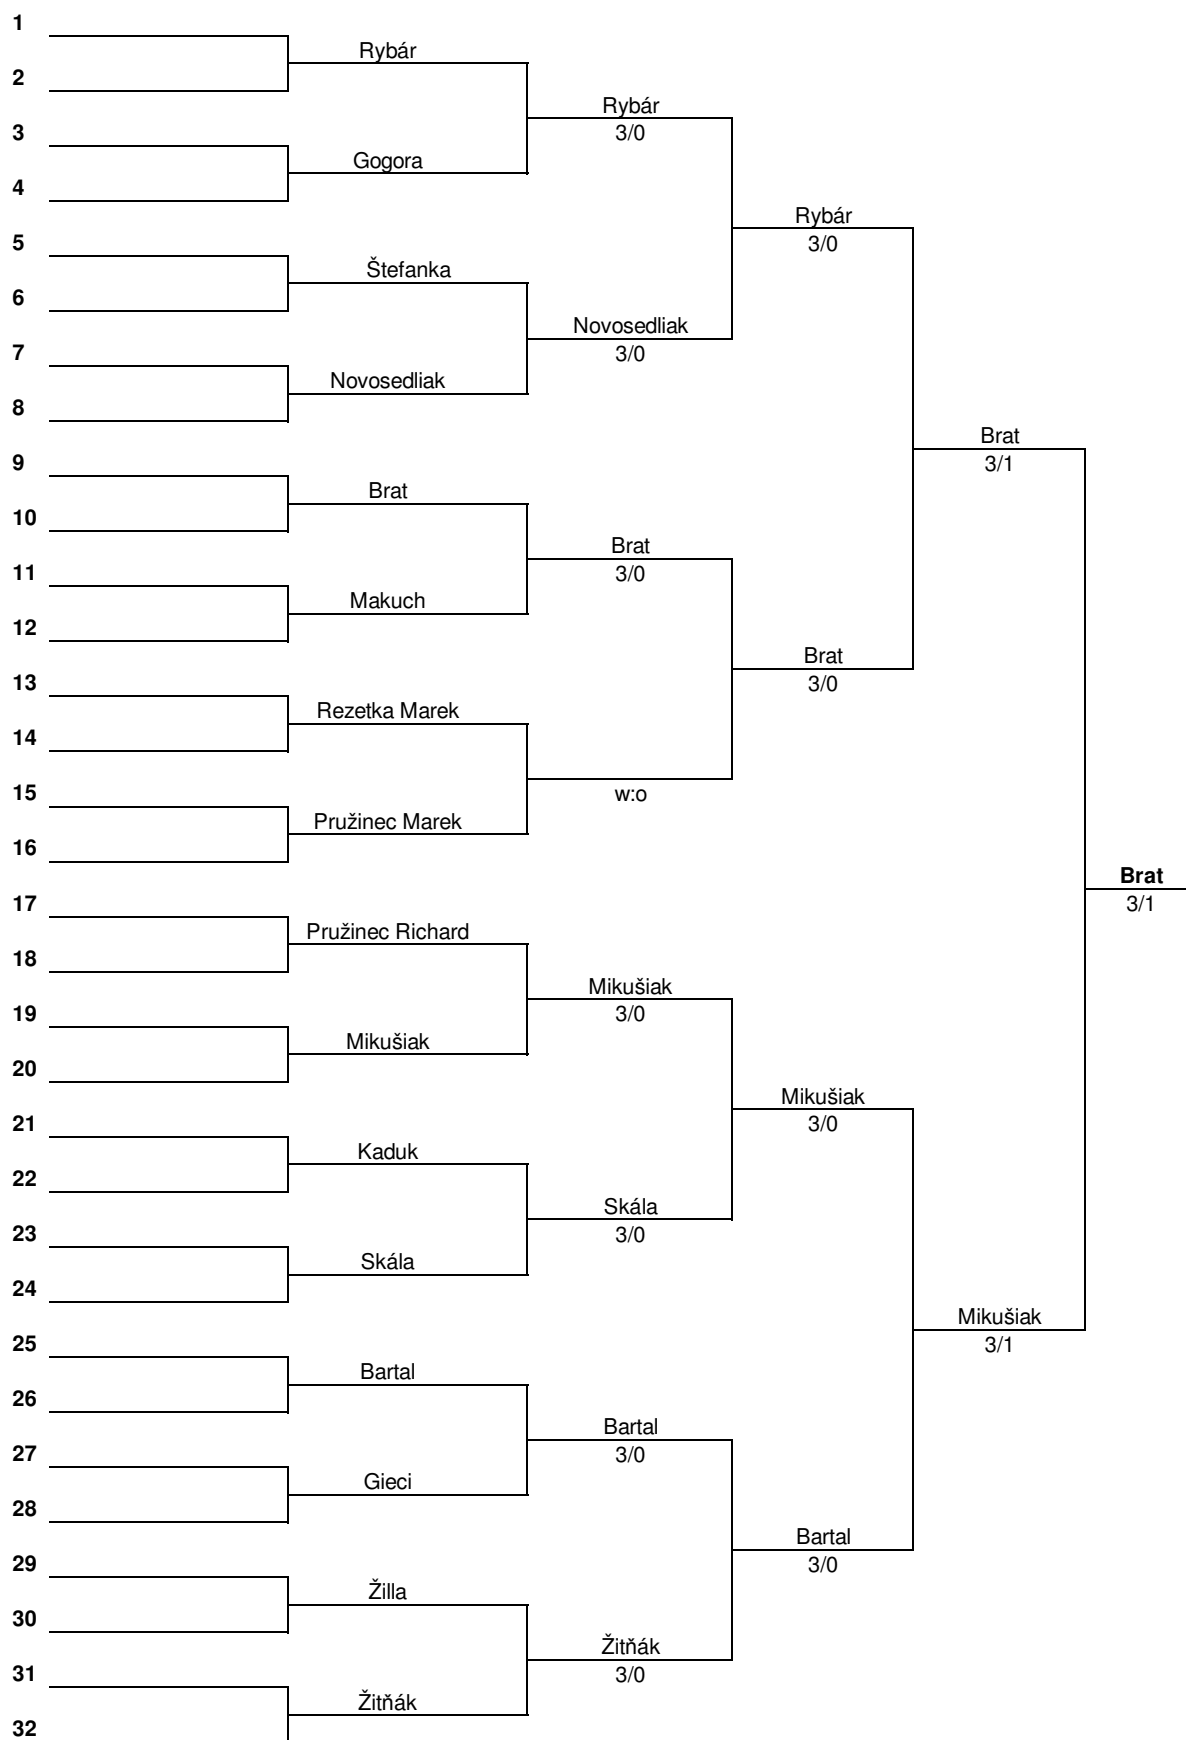 1
Rybár
2
Rybár
3
3/0
Gogora
4
Rybár
5
3/0
Štefanka
6
Novosedliak
7
3/0
Novosedliak
8
Brat
9
3/1
Brat
10
Brat
11
3/0
Makuch
12
Brat
13
3/0
Rezetka Marek
14
15
w:o
Pružinec Marek
16
Brat
17
3/1
Pružinec Richard
18
Mikušiak
19
3/0
Mikušiak
20
Mikušiak
21
3/0
Kaduk
22
Skála
23
3/0
Skála
24
Mikušiak
25
3/1
Bartal
26
Bartal
27
3/0
Gieci
28
Bartal
29
3/0
Žilla
30
Žitňák
31
3/0
Žitňák
32